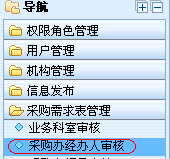 导航
权限角色管理
用户管理
机构管理
信息发布
采购需求表管理
业务科室审核
采购办经办人审核